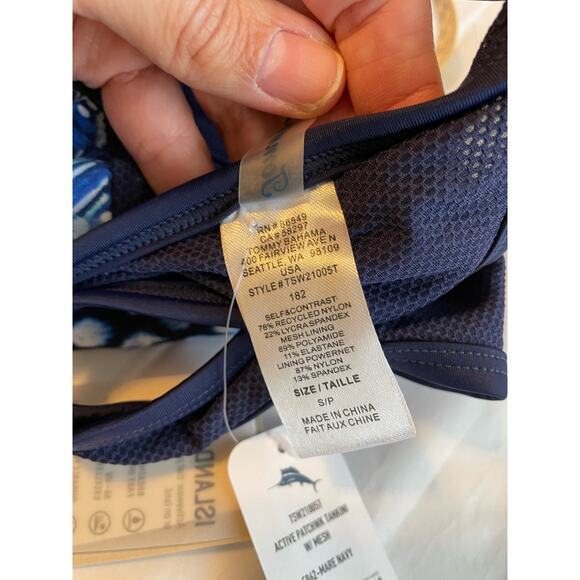 RN# 86549
CA# 58297
TOMMY BAHAMA
400 FAIRVIEW AVE N
SEATTLE, WA 98109
USA
STYLE# TSW21005T
182
SELF&CONTRAST
78% RECYCLED NYLON
22% LYCRA SPANDEX
MESH LINING
89% POLYAMIDE
11% ELASTANE
LINING POWERNET
87% NYLON
13% SPANDEX
SIZE / TAILLE
S/P
MADE IN CHINA
FAIT AUX CHINE
TSW21005T
ACTIVE PATCHWK TANKINI
W/ MESH
MARE NAVY
ISLAND